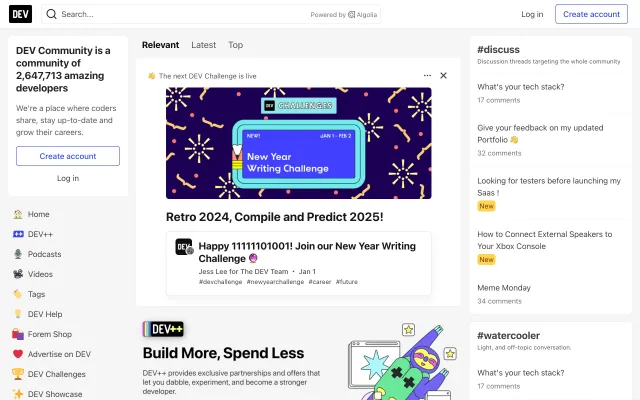 DEV
Search...
Powered by Algolia
Log in
Create account
DEV Community is a
community of
2,647,713 amazing
developers
We're a place where coders
share, stay up-to-date and
grow their careers.
Create account
Log in
Home
DEV++
Podcasts
Videos
Tags
DEV Help
Forem Shop
Advertise on DEV
DEV Challenges
DEV Showcase
Relevant
Latest
Top
👋 The next DEV Challenge is live
DEV CHALLENGES
NEW!
JAN 1 - FEB 2
New Year
Writing Challenge
Retro 2024, Compile and Predict 2025!
DEV
Happy 11111101001! Join our New Year Writing
Challenge 🔮
Jess Lee for The DEV Team • Jan 1
#devchallenge #newyearchallenge #career #future
DEV++
Build More, Spend Less
DEV++ provides exclusive partnerships and offers that
let you dabble, experiment, and become a stronger
developer.
#discuss
Discussion threads targeting the whole community
What's your tech stack?
17 comments
Give your feedback on my updated
Portfolio 👋
32 comments
Looking for testers before launching my
Saas !
New
How to Connect External Speakers to
Your Xbox Console
New
Meme Monday
34 comments
#watercooler
Light, and off-topic conversation.
What's your tech stack?
17 comments